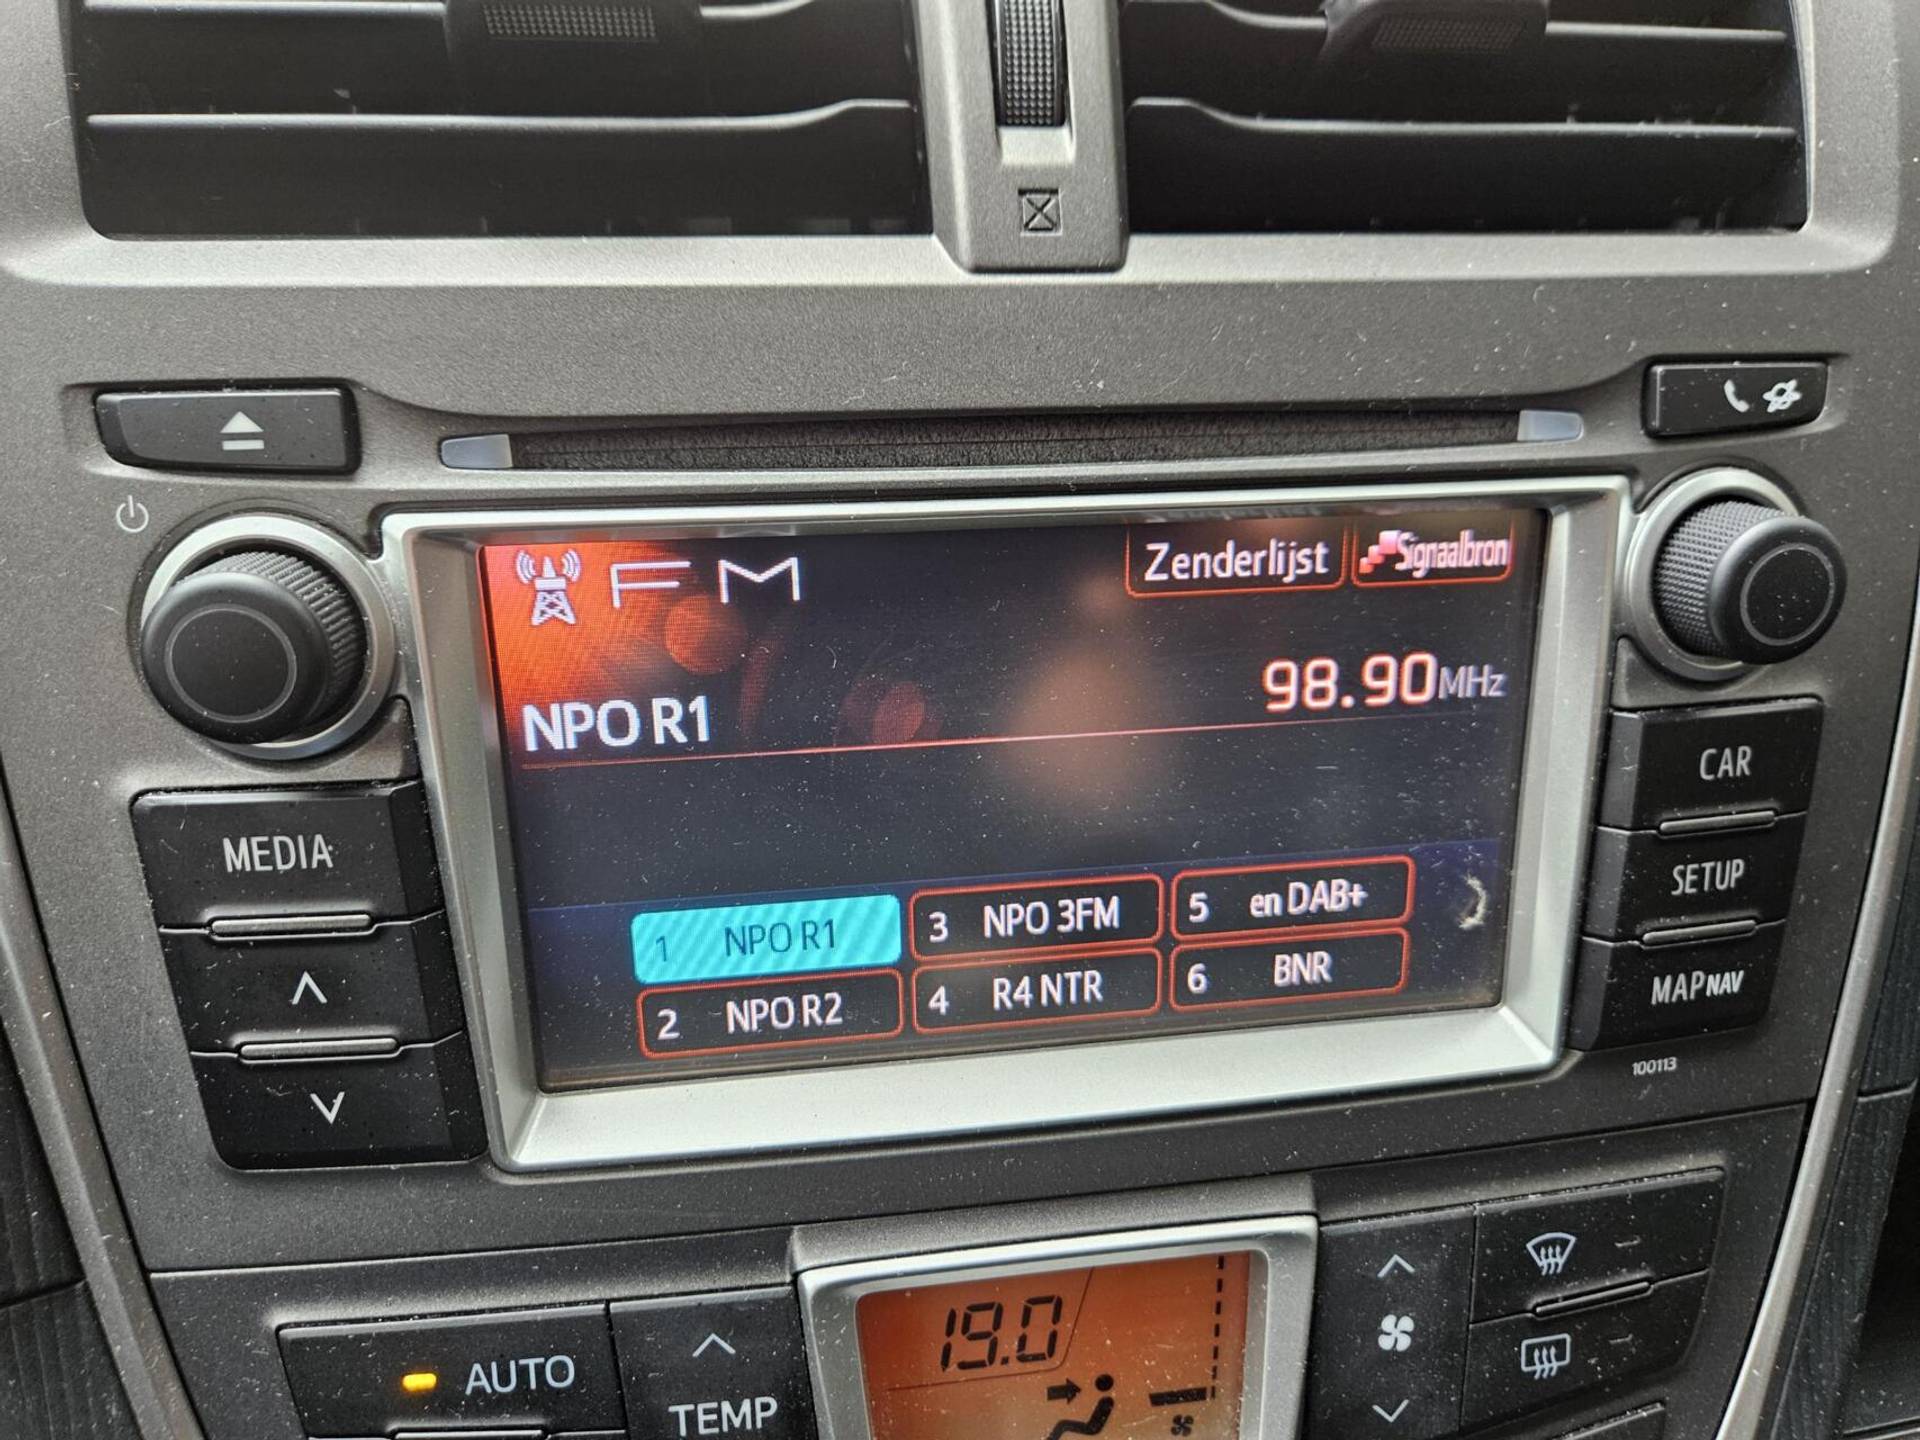 FM
Zenderlijst
Signaalbron
NPO R1
98.90MHz
1 NPO R1
3 NPO 3FM
5 en DAB+
2 NPO R2
4 R4 NTR
6 BNR
MEDIA
CAR
SETUP
MAP NAV
100113
AUTO
TEMP
19.0